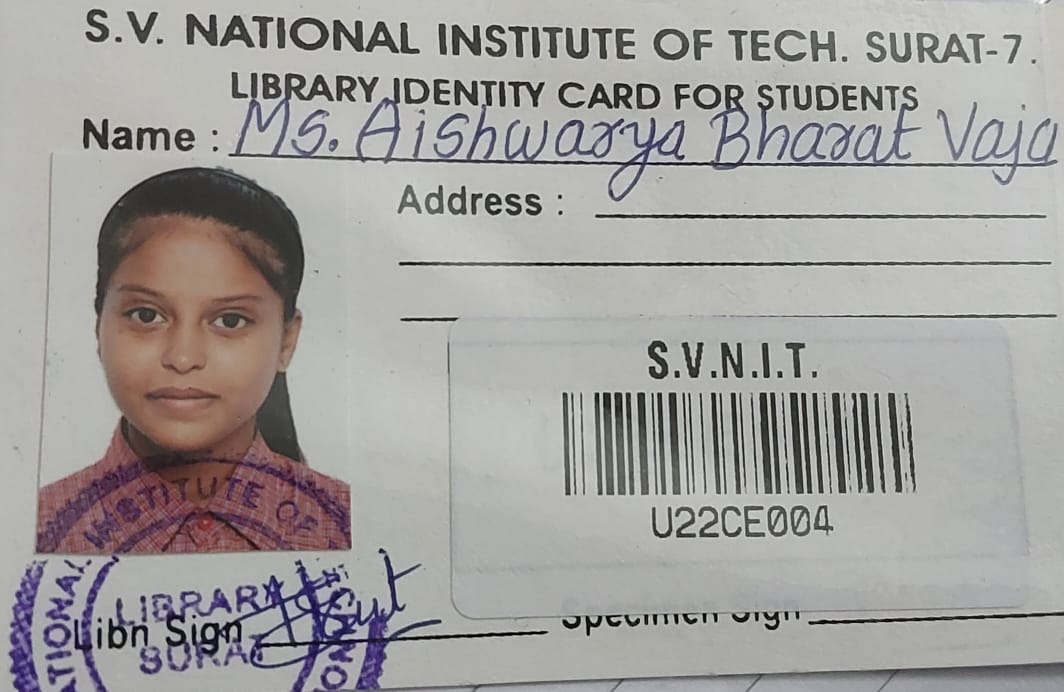 S.V. NATIONAL INSTITUTE OF TECH. SURAT-7.
LIBRARY IDENTITY CARD FOR STUDENTS
Name : Ms. Aishwarya Bharat Vaja
Address :
S.V.N.I.T.
U22CE004
INSTITUTE OF
LIBRARY
SURAT
Libn Sign
Specimen Sign